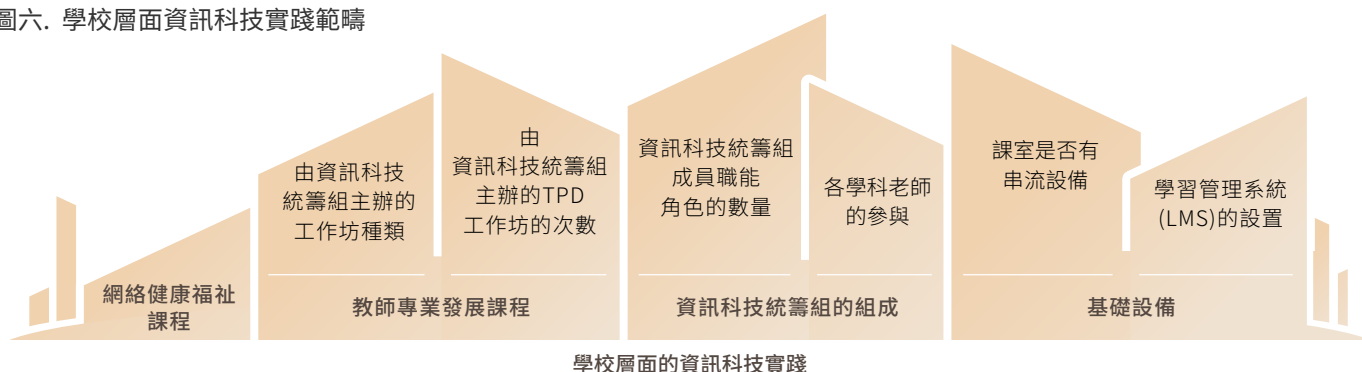 圖六. 學校層面資訊科技實踐範疇
網絡健康福祉
課程
由資訊科技
統籌組主辦的
工作坊種類
由
資訊科技統籌組
主辦的TPD
工作坊的次數
教師專業發展課程
資訊科技統籌組
成員職能
角色的數量
各學科老師
的參與
資訊科技統籌組的組成
課室是否有
串流設備
學習管理系統
(LMS)的設置
基礎設備
學校層面的資訊科技實踐